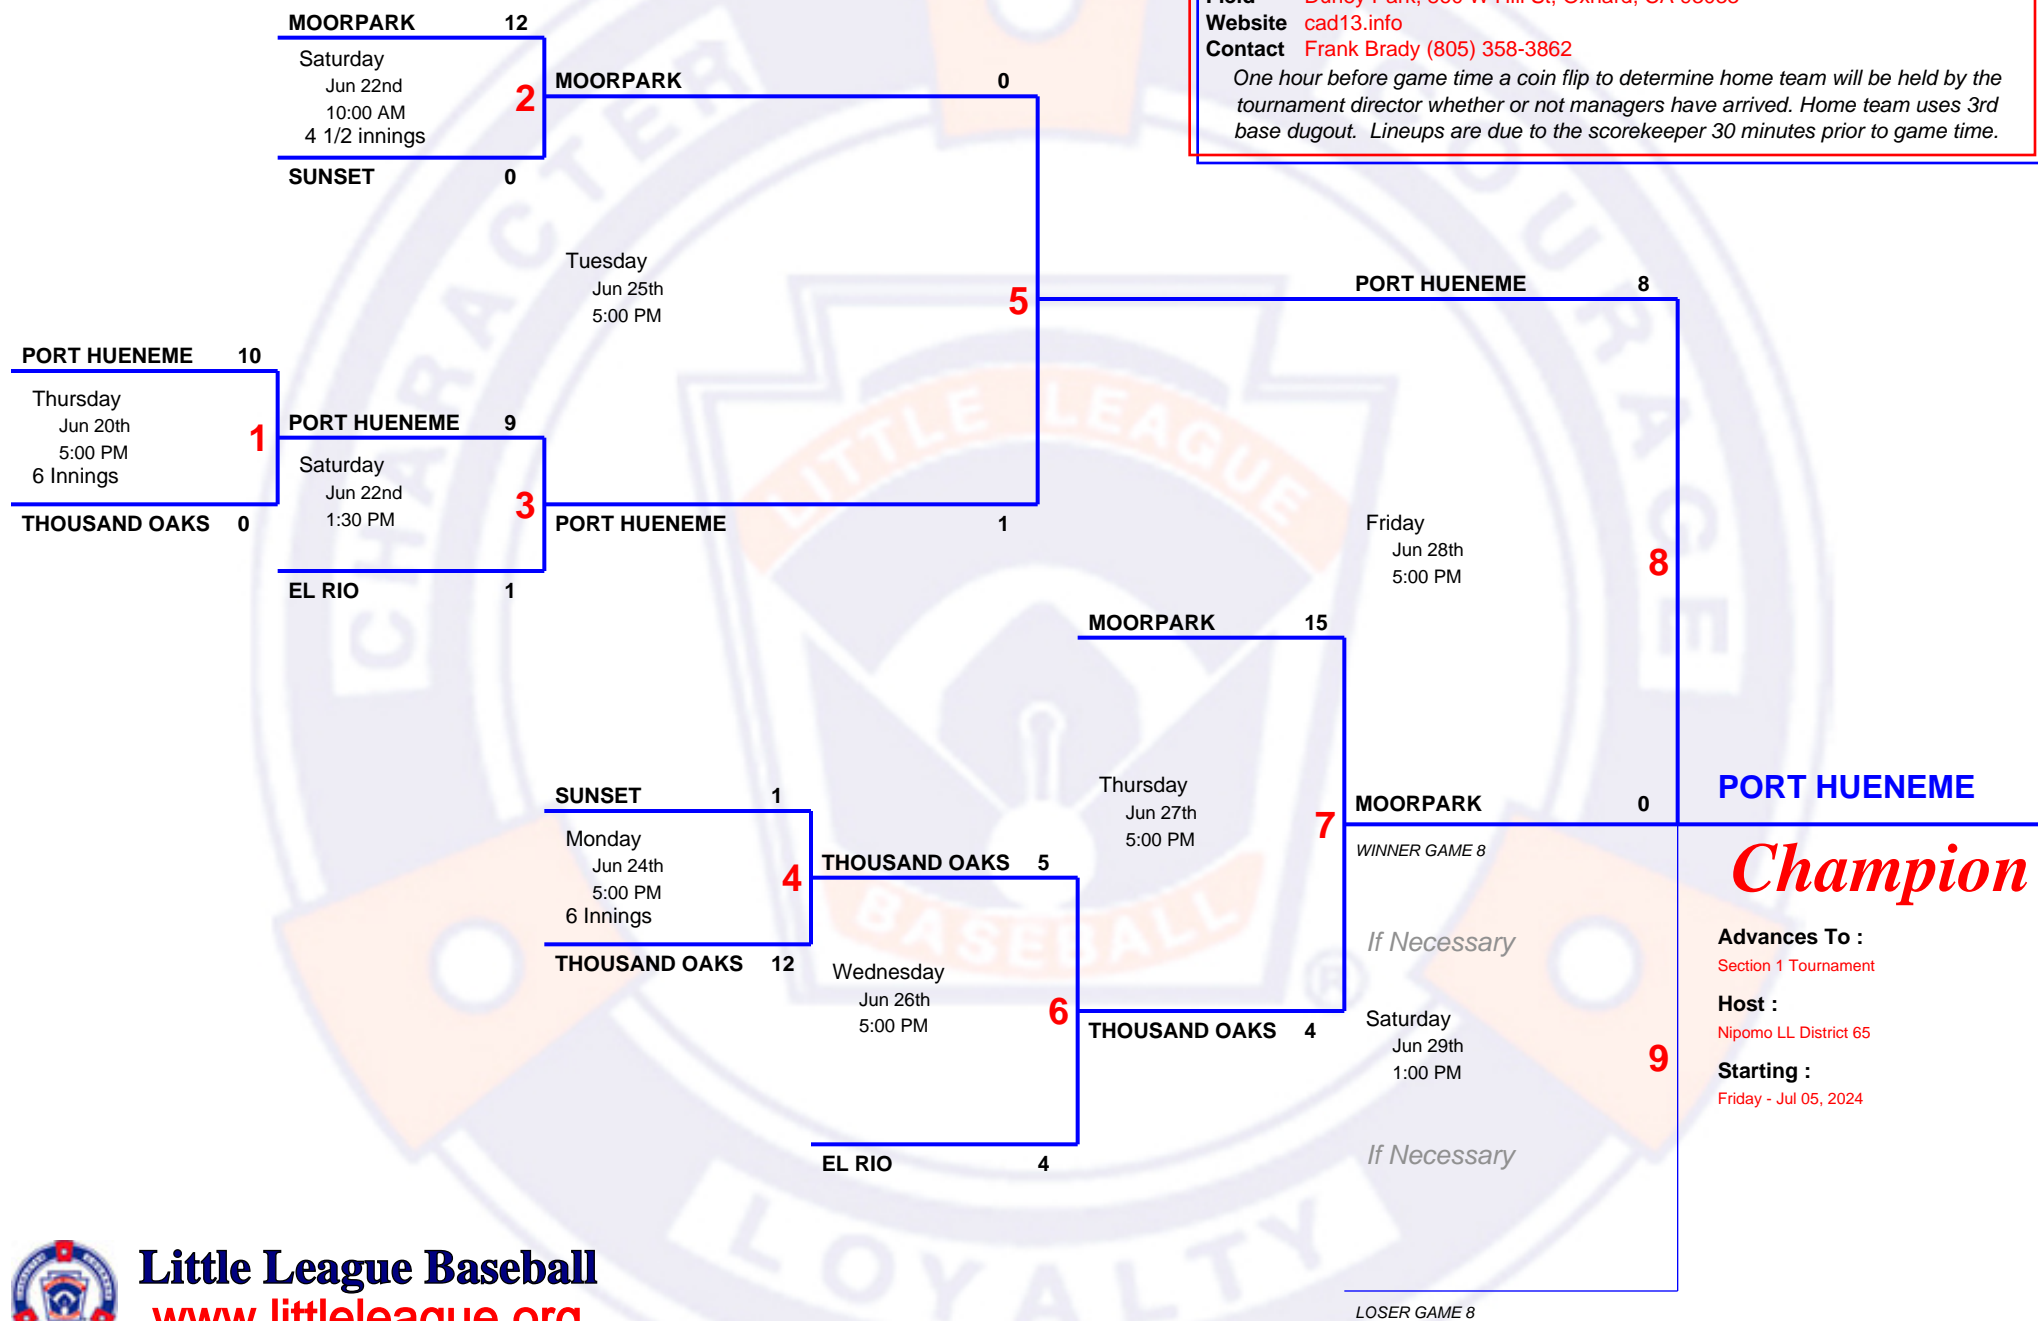 Website cad13.info
Contact Frank Brady (805) 358-3862
One hour before game time a coin flip to determine home team will be held by the
tournament director whether or not managers have arrived. Home team uses 3rd
base dugout. Lineups are due to the scorekeeper 30 minutes prior to game time.
MOORPARK 12
Saturday
Jun 22nd
10:00 AM
4 1/2 innings
2
SUNSET 0
MOORPARK 0
Tuesday
Jun 25th
5:00 PM
5
PORT HUENEME 8
PORT HUENEME 10
Thursday
Jun 20th
5:00 PM
6 Innings
1
THOUSAND OAKS 0
PORT HUENEME 9
Saturday
Jun 22nd
1:30 PM
3
EL RIO 1
PORT HUENEME 1
Friday
Jun 28th
5:00 PM
8
MOORPARK 15
Thursday
Jun 27th
5:00 PM
7
SUNSET 1
Monday
Jun 24th
5:00 PM
6 Innings
4
THOUSAND OAKS 12
THOUSAND OAKS 5
Wednesday
Jun 26th
5:00 PM
6
EL RIO 4
THOUSAND OAKS 4
MOORPARK 0
WINNER GAME 8
If Necessary
Saturday
Jun 29th
1:00 PM
9
If Necessary
LOSER GAME 8
PORT HUENEME
Champion
Advances To :
Section 1 Tournament
Host :
Nipomo LL District 65
Starting :
Friday - Jul 05, 2024
CHARACTER
COURAGE
LOYALTY
LITTLE LEAGUE
BASEBALL
®
Little League Baseball
www.littleleague.org